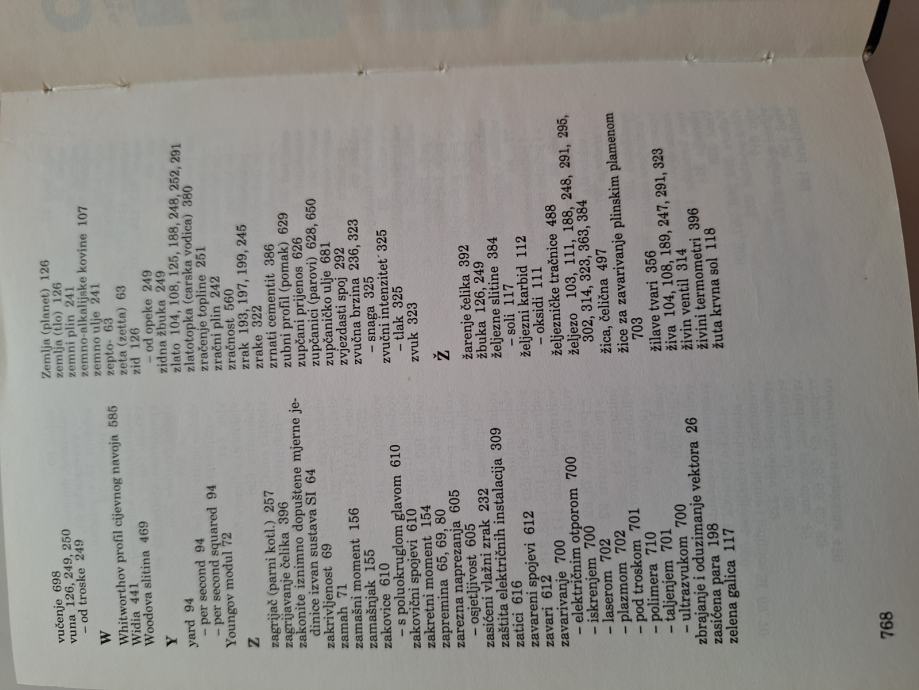 vučenje 698
vuna 126, 249, 250
– od troske 249
W
Whitworthov profil cijevnog navoja 585
Widia 441
Woodova slitina 469
Y
yard 94
– per second 94
– per second squared 94
Youngov modul 72
Z
zagrijač (parni kotl.) 257
zagrijavanje čelika 396
zakonite iznimno dopuštene mjerne je-
dinice izvan sustava SI 64
zakrivljenost 69
zamah 71
zamašni moment 156
zamašnjak 155
zakovice 610
– s poluokruglom glavom 610
zakovični spojevi 610
zakretni moment 154
zapremina 65, 69, 80
zarezna naprezanja 605
– osjetljivost 605
zasićeni vlažni zrak 232
zaštita električnih instalacija 309
zatici 616
zavareni spojevi 612
zavari 612
zavarivanje 700
– električnim otporom 700
– iskrenjem 700
– laserom 702
– plazmom 702
– pod troskom 701
– polimera 710
– taljenjem 701
– ultrazvukom 700
zbrajanje i oduzimanje vektora 26
zasićena para 198
zelena galica 117
Zemlja (planet) 126
zemlja (tlo) 126
zemni plin 241
zemno-alkalijske kovine 107
zemno ulje 241
zepto- 63
zeta (zetta) 63
zid 126
– od opeke 249
zidna žbuka 249
zlato 104, 108, 125, 188, 248, 252, 291
zlatotopka (carska vodica) 380
zračenje topline 251
zračni plin 242
zračnost 560
zrak 193, 197, 199, 245
zrake 322
zrnati cementit 386
zubni profil (pomak) 629
zupčani prijenos 626
zupčanici (parovi) 628, 650
zupčaničko ulje 681
zvjezdasti spoj 292
zvučna brzina 236, 323
– snaga 325
zvučni intenzitet 325
– tlak 325
zvuk 323
Ž
žarenje čelika 392
žbuka 126, 249
željezne slitine 384
– soli 117
željezni karbid 112
– oksidi 111
željezničke tračnice 488
željezo 103, 111, 188, 248, 291, 295,
302, 314, 323, 363, 384
žica, čelična 497
žice za zavarivanje plinskim plamenom
703
žilave tvari 356
živa 104, 108, 189, 247, 291, 323
živin ventil 314
živini termometri 396
žuta krvna sol 118
768